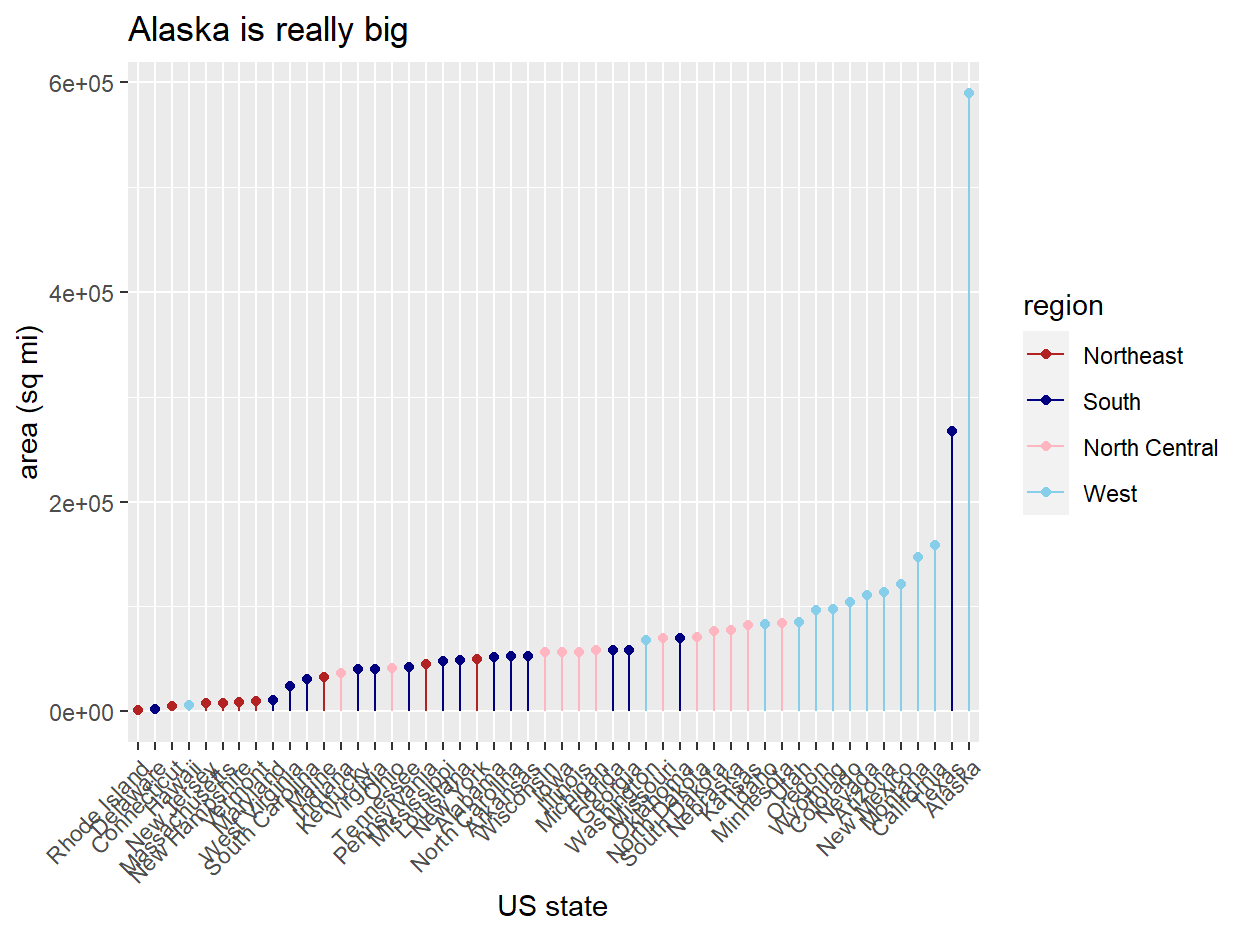 Alaska is really big
6e+05
4e+05
2e+05
0e+00
area (sq mi)
Rhode Island
Delaware
Connecticut
Hawaii
New Jersey
Massachusetts
New Hampshire
Vermont
Maryland
West Virginia
South Carolina
Maine
Indiana
Kentucky
Virginia
Ohio
Tennessee
Pennsylvania
Mississippi
Louisiana
New York
Alabama
North Carolina
Arkansas
Wisconsin
Iowa
Illinois
Michigan
Florida
Georgia
Washington
Missouri
Oklahoma
North Dakota
South Dakota
Nebraska
Kansas
Idaho
Minnesota
Utah
Oregon
Wyoming
Colorado
Nevada
Arizona
New Mexico
Montana
California
Texas
Alaska
US state
region
Northeast
South
North Central
West